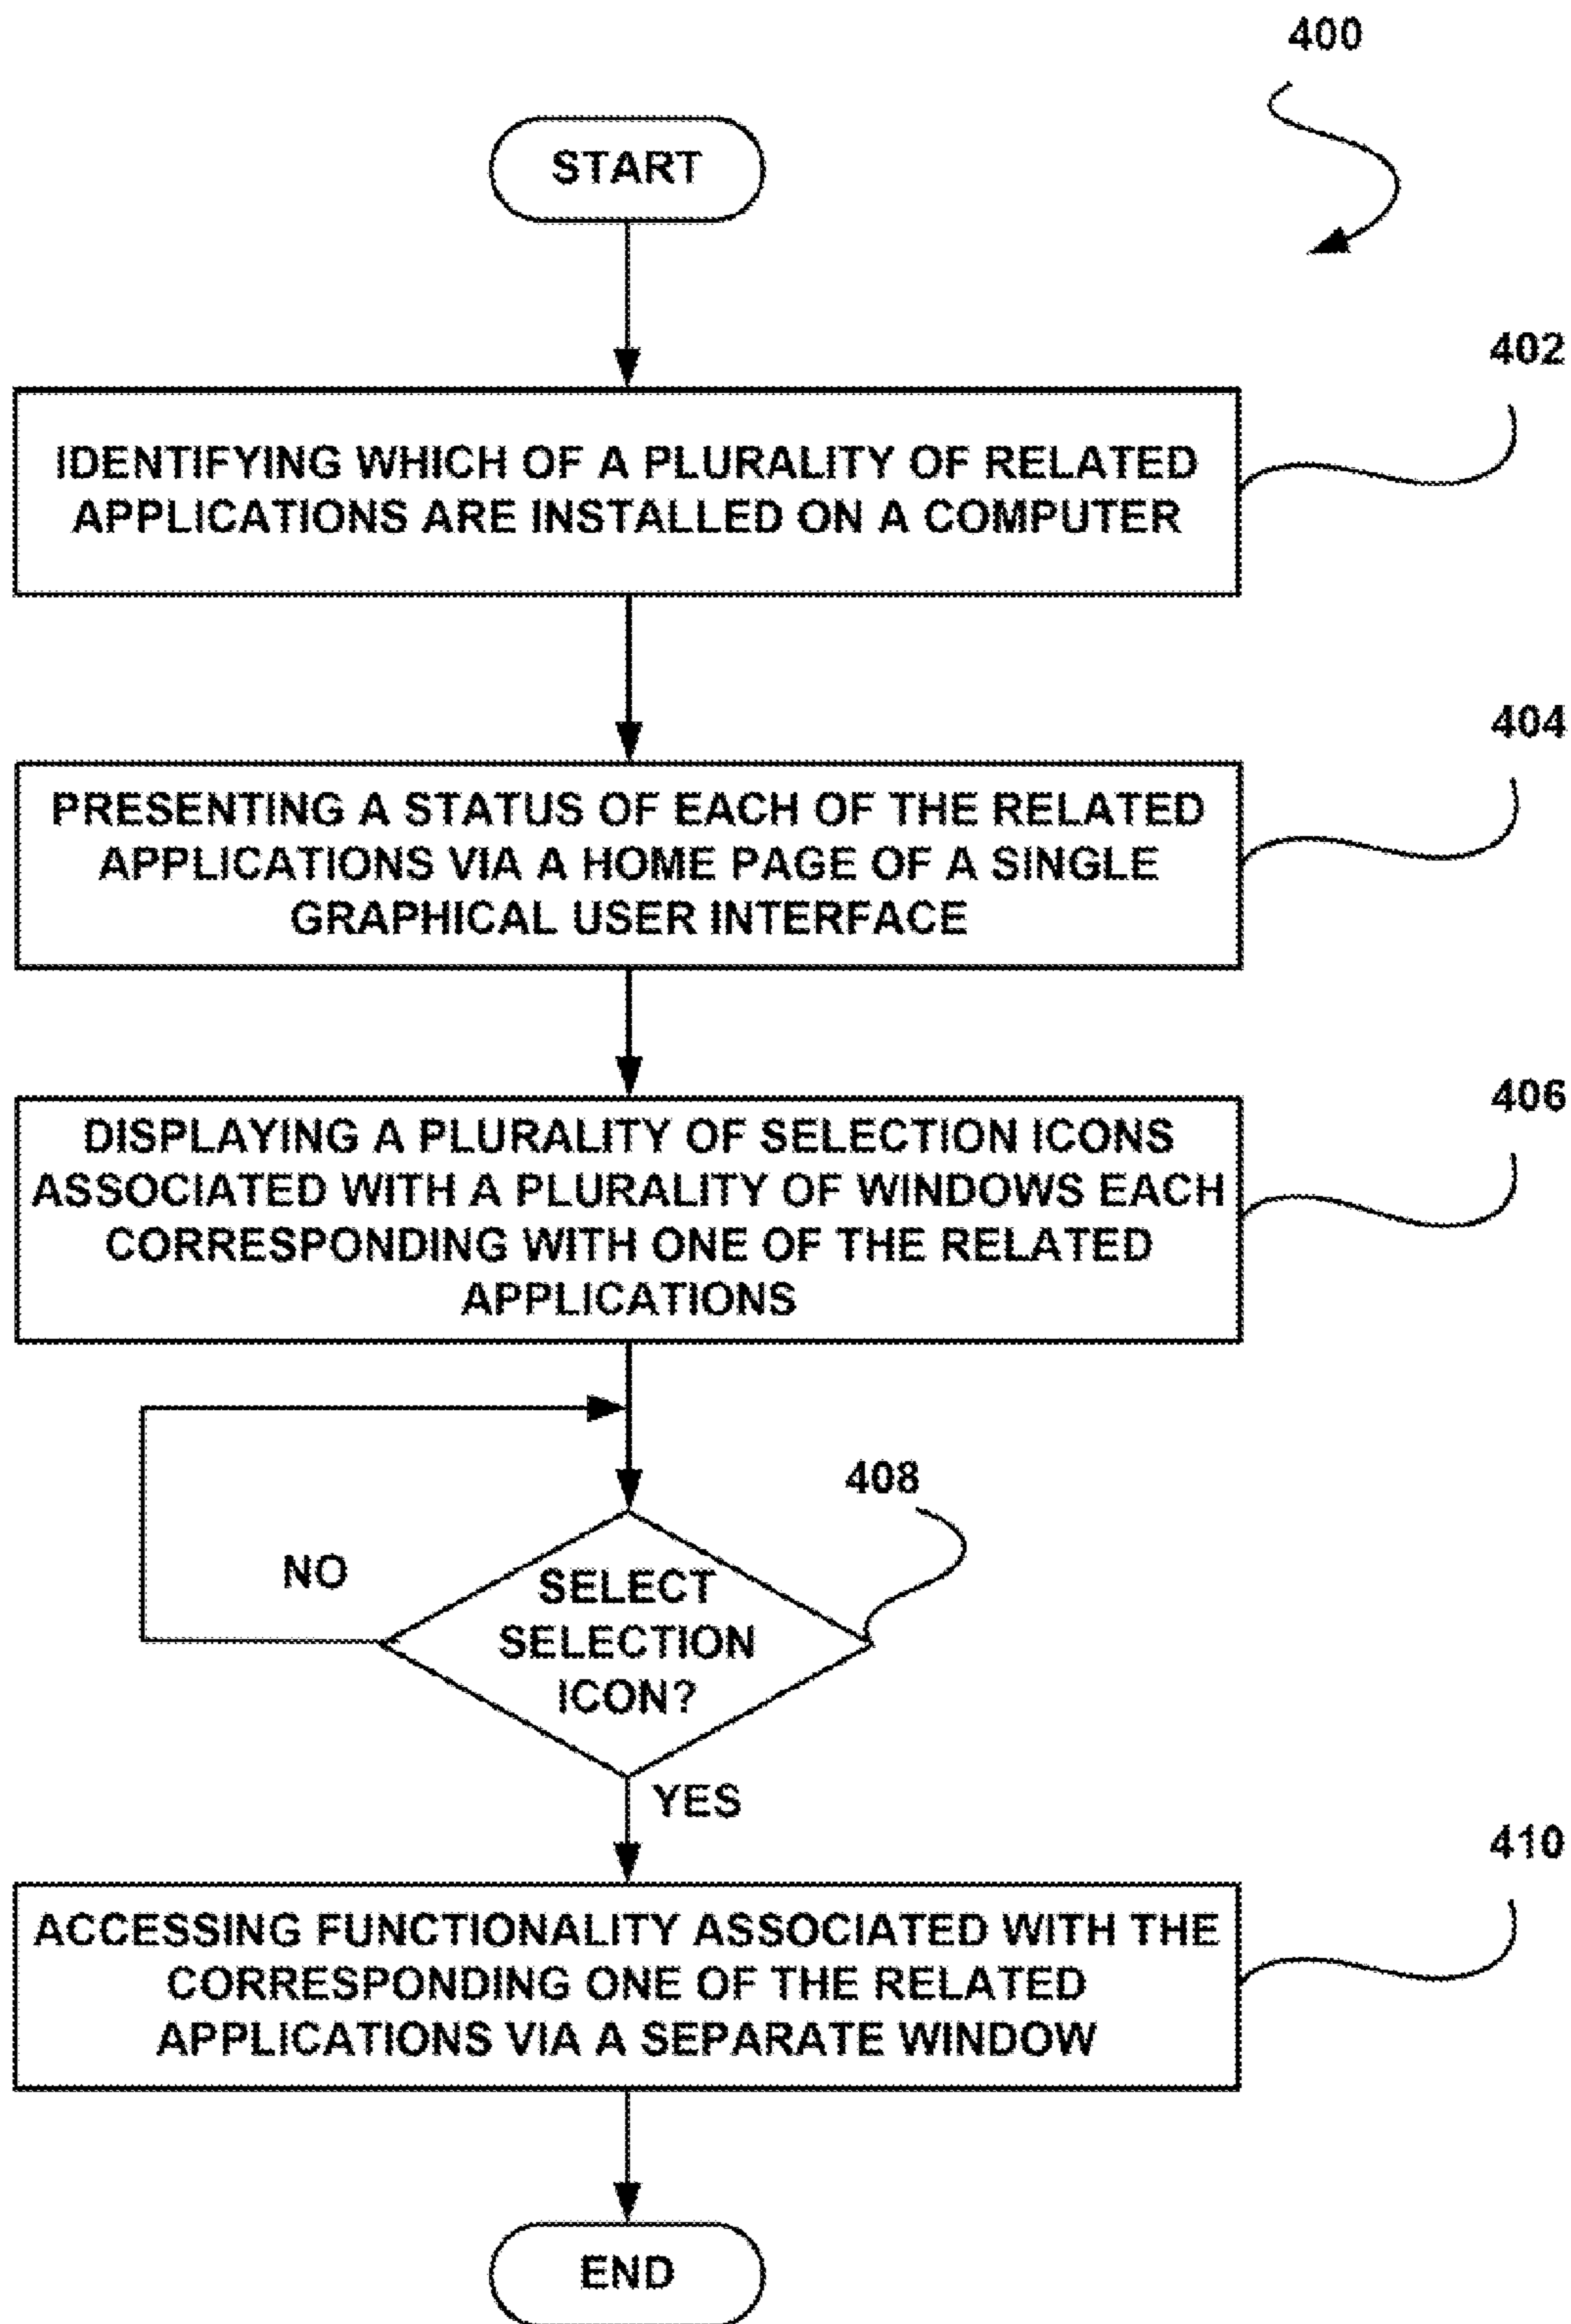 400
START
402
IDENTIFYING WHICH OF A PLURALITY OF RELATED
APPLICATIONS ARE INSTALLED ON A COMPUTER
404
PRESENTING A STATUS OF EACH OF THE RELATED
APPLICATIONS VIA A HOME PAGE OF A SINGLE
GRAPHICAL USER INTERFACE
406
DISPLAYING A PLURALITY OF SELECTION ICONS
ASSOCIATED WITH A PLURALITY OF WINDOWS EACH
CORRESPONDING WITH ONE OF THE RELATED
APPLICATIONS
408
NO
SELECT
SELECTION
ICON?
YES
410
ACCESSING FUNCTIONALITY ASSOCIATED WITH THE
CORRESPONDING ONE OF THE RELATED
APPLICATIONS VIA A SEPARATE WINDOW
END